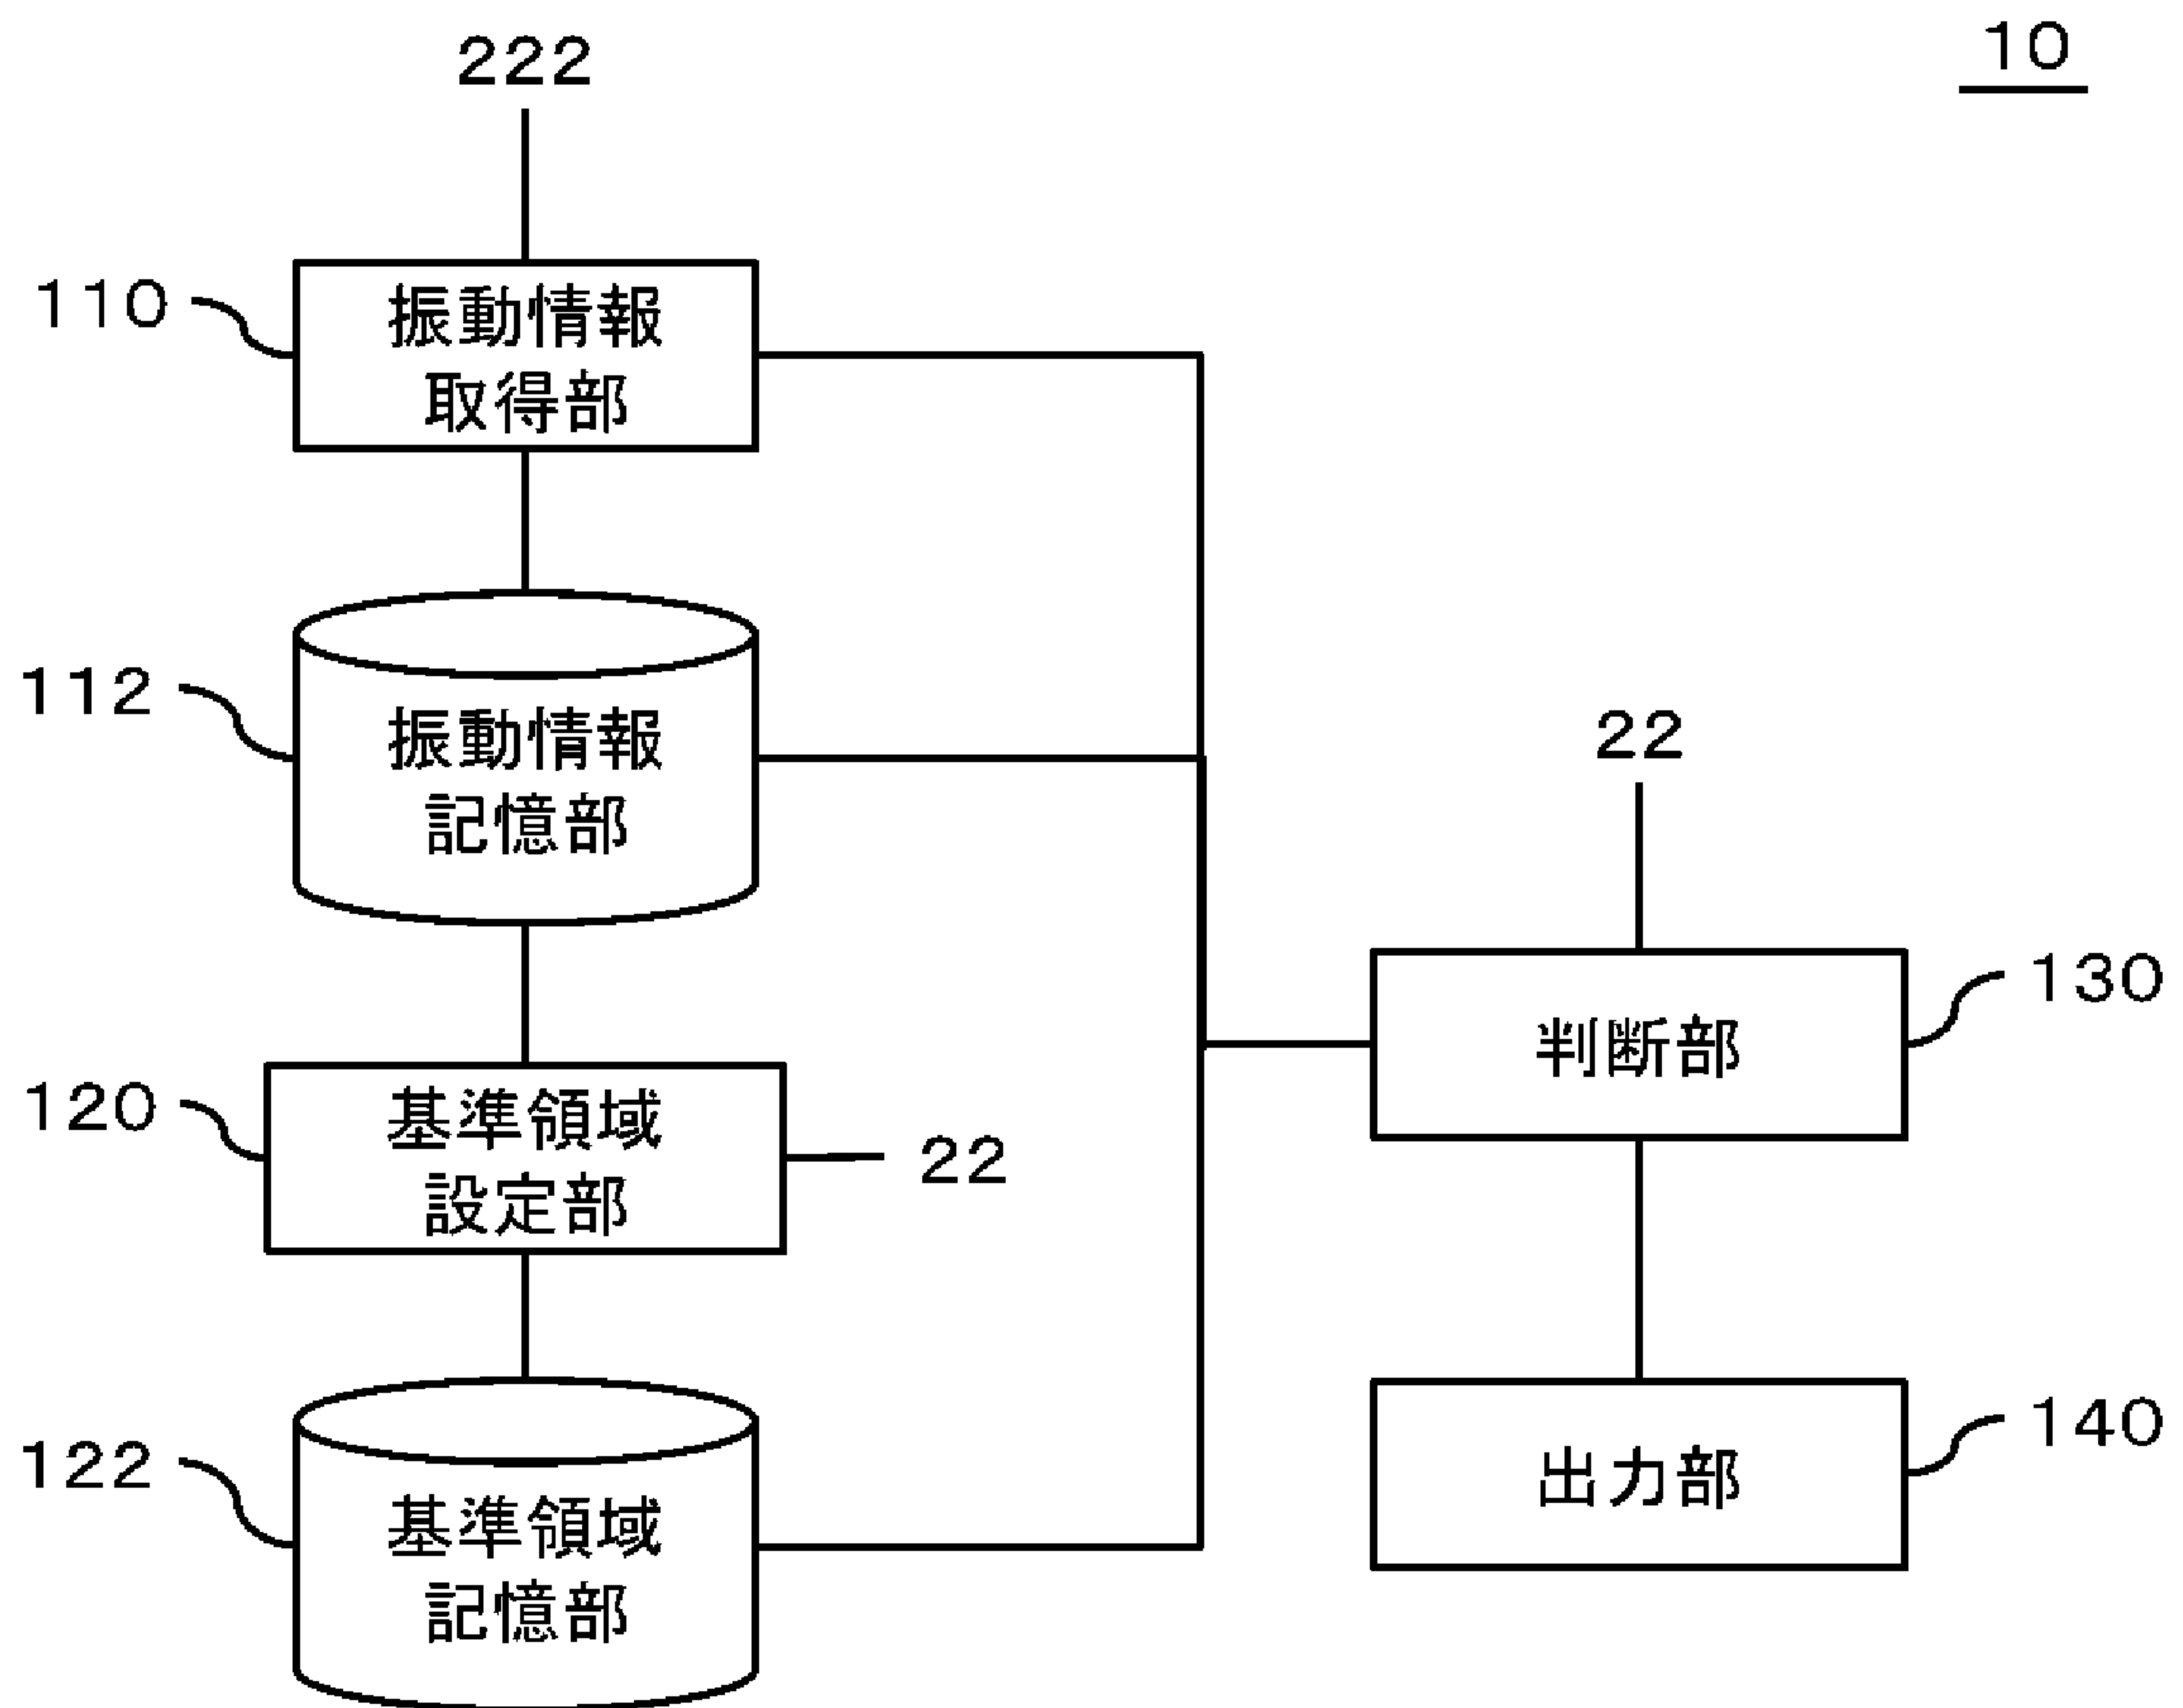 10
222
110
振動情報
取得部
112
振動情報
記憶部
22
130
判断部
120
基準領域
設定部
22
140
出力部
122
基準領域
記憶部